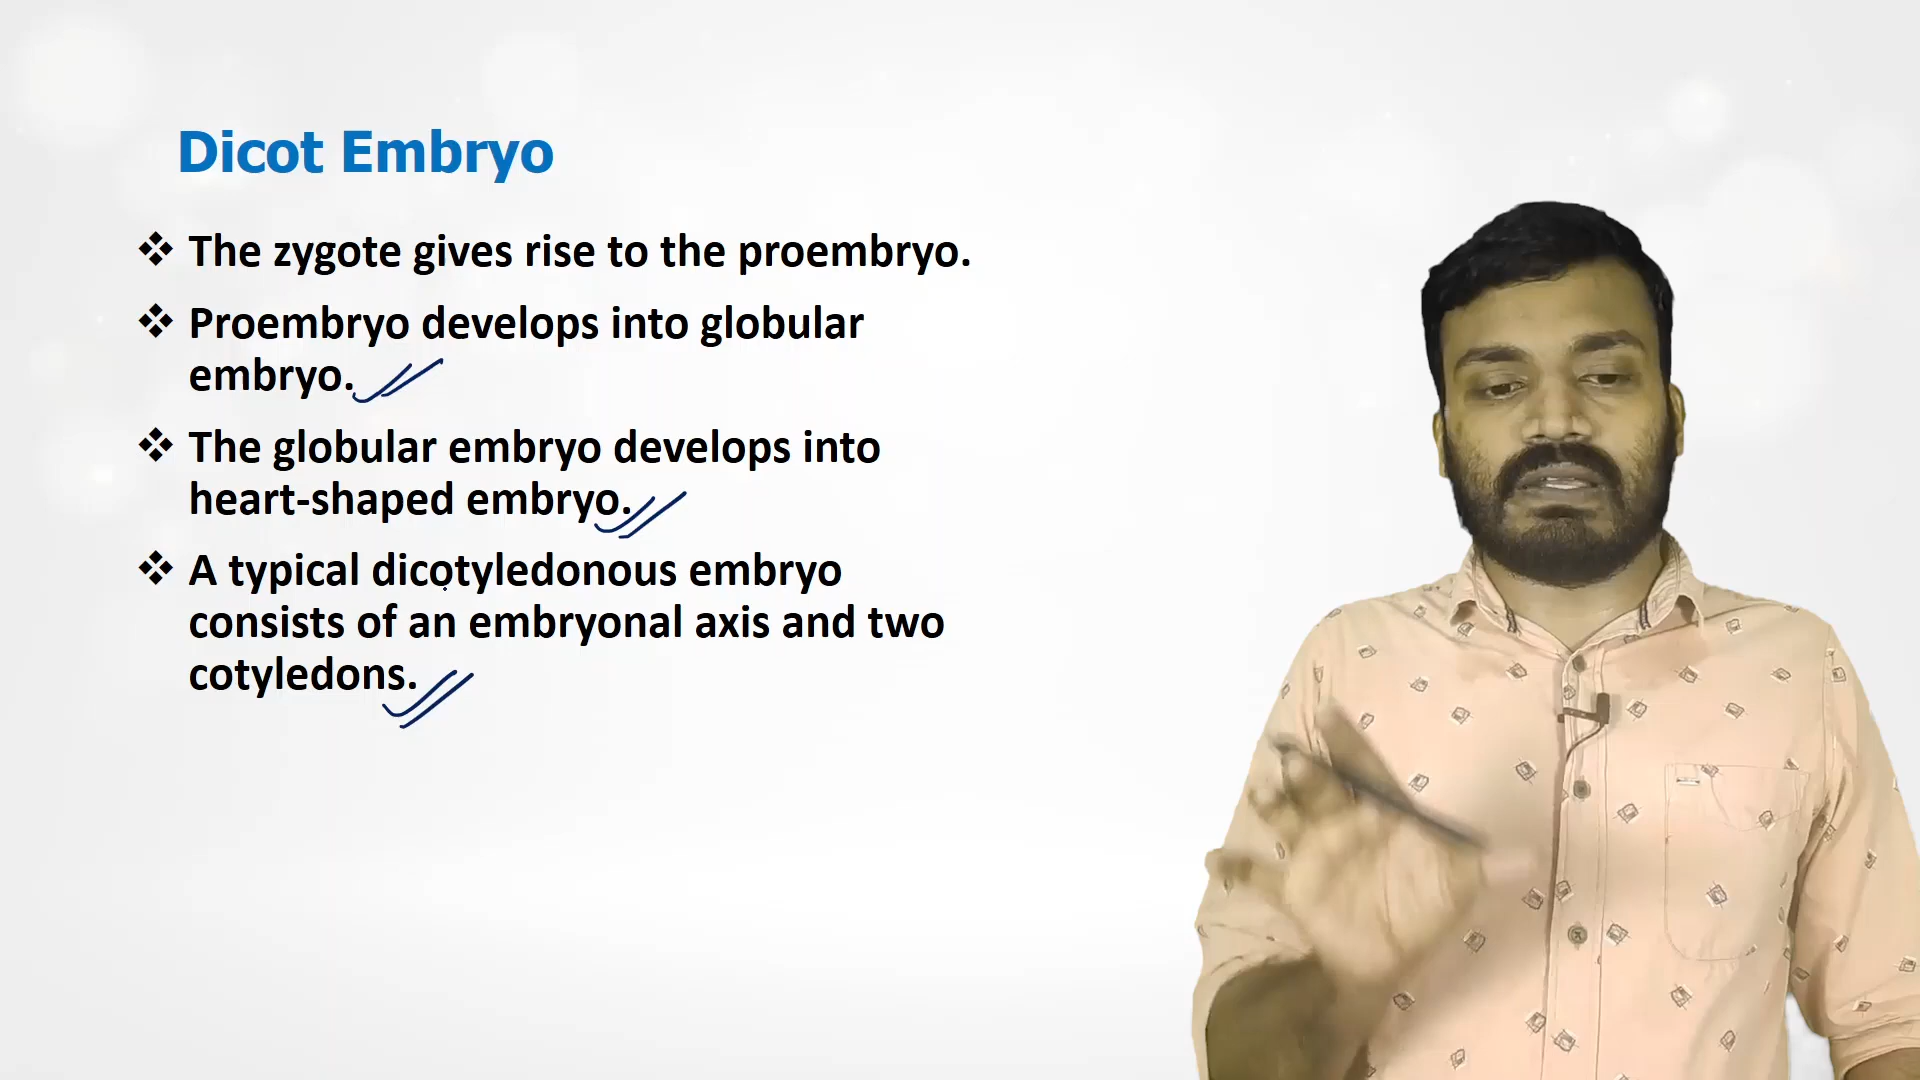 Dicot Embryo
❖ The zygote gives rise to the proembryo.
❖ Proembryo develops into globular
embryo.
❖ The globular embryo develops into
heart-shaped embryo.
❖ A typical dicotyledonous embryo
consists of an embryonal axis and two
cotyledons.